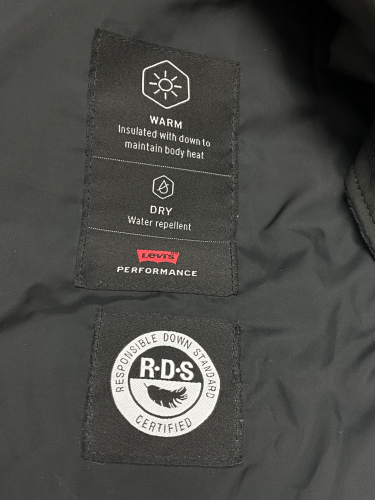 WARM
Insulated with down to
maintain body heat
DRY
Water repellent
Levi's
PERFORMANCE
RESPONSIBLE DOWN STANDARD
R·D·S
CERTIFIED